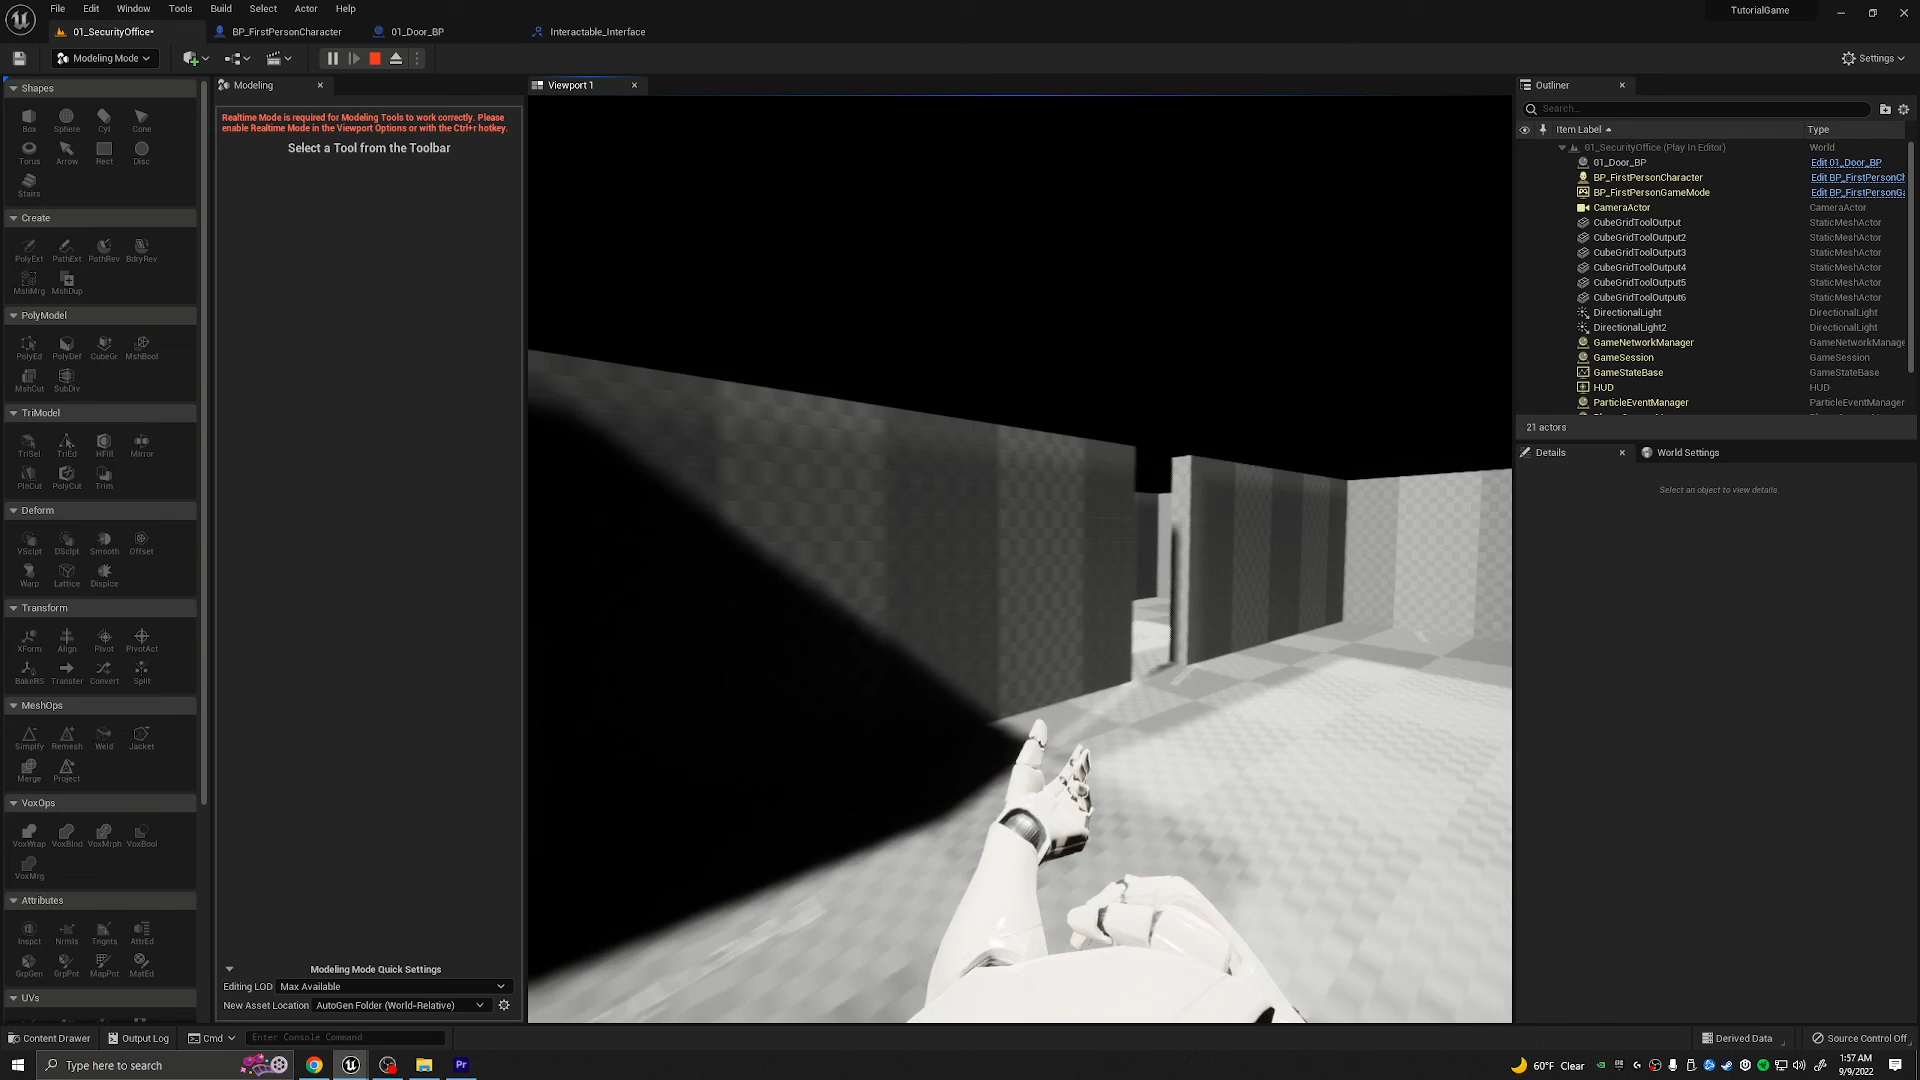 File Edit Window Tools Build Select Actor Help
TutorialGame
01_SecurityOffice•
BP_FirstPersonCharacter
01_Door_BP
Interactable_Interface
Modeling Mode
Settings
Shapes
Box Sphere Cyl Cone
Torus Arrow Rect Disc
Stairs
Create
PolyExt PathExt PathRev BdryRev
MshMrg MshDup
PolyModel
PolyEd PolyDef CubeGr MshBool
MshCut SubDiv
TriModel
TriSel TriEd HFill Mirror
PlnCut PolyCut Trim
Deform
VSclpt DSclpt Smooth Offset
Warp Lattice Displce
Transform
XForm Align Pivot PivotAct
BakeRS Transfer Convert Split
MeshOps
Simplfy Remesh Weld Jacket
Merge Project
VoxOps
VoxWrap VoxBlnd VoxMrph VoxBool
VoxMrg
Attributes
Inspct Nrmls Tngnts AttrEd
GrpGen GrpPnt MapPnt MatEd
UVs
Modeling
Realtime Mode is required for Modeling Tools to work correctly. Please
enable Realtime Mode in the Viewport Options or with the Ctrl+r hotkey.
Select a Tool from the Toolbar
Modeling Mode Quick Settings
Editing LOD Max Available
New Asset Location AutoGen Folder (World-Relative)
Viewport 1
Outliner
Search...
Item Label Type
01_SecurityOffice (Play In Editor) World
01_Door_BP Edit 01_Door_BP
BP_FirstPersonCharacter Edit BP_FirstPersonCh
BP_FirstPersonGameMode Edit BP_FirstPersonGa
CameraActor CameraActor
CubeGridToolOutput StaticMeshActor
CubeGridToolOutput2 StaticMeshActor
CubeGridToolOutput3 StaticMeshActor
CubeGridToolOutput4 StaticMeshActor
CubeGridToolOutput5 StaticMeshActor
CubeGridToolOutput6 StaticMeshActor
DirectionalLight DirectionalLight
DirectionalLight2 DirectionalLight
GameNetworkManager GameNetworkManage
GameSession GameSession
GameStateBase GameStateBase
HUD HUD
ParticleEventManager ParticleEventManager
21 actors
Details
World Settings
Select an object to view details.
Content Drawer Output Log Cmd Enter Console Command
Derived Data Source Control Off
Type here to search
Pr
60°F Clear
1:57 AM
9/9/2022